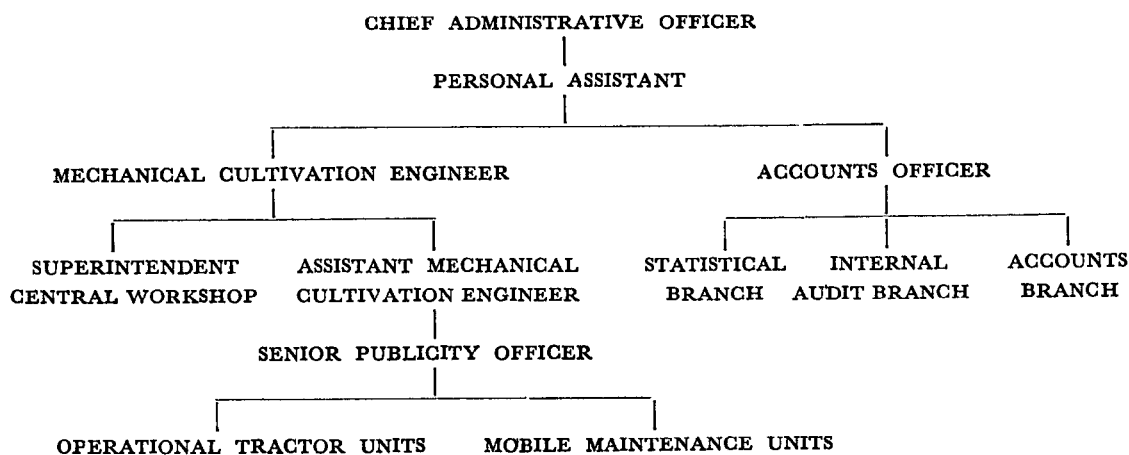 CHIEF ADMINISTRATIVE OFFICER
PERSONAL ASSISTANT
MECHANICAL CULTIVATION ENGINEER
ACCOUNTS OFFICER
SUPERINTENDENT
CENTRAL WORKSHOP
ASSISTANT MECHANICAL
CULTIVATION ENGINEER
STATISTICAL
BRANCH
INTERNAL
AUDIT BRANCH
ACCOUNTS
BRANCH
SENIOR PUBLICITY OFFICER
OPERATIONAL TRACTOR UNITS
MOBILE MAINTENANCE UNITS